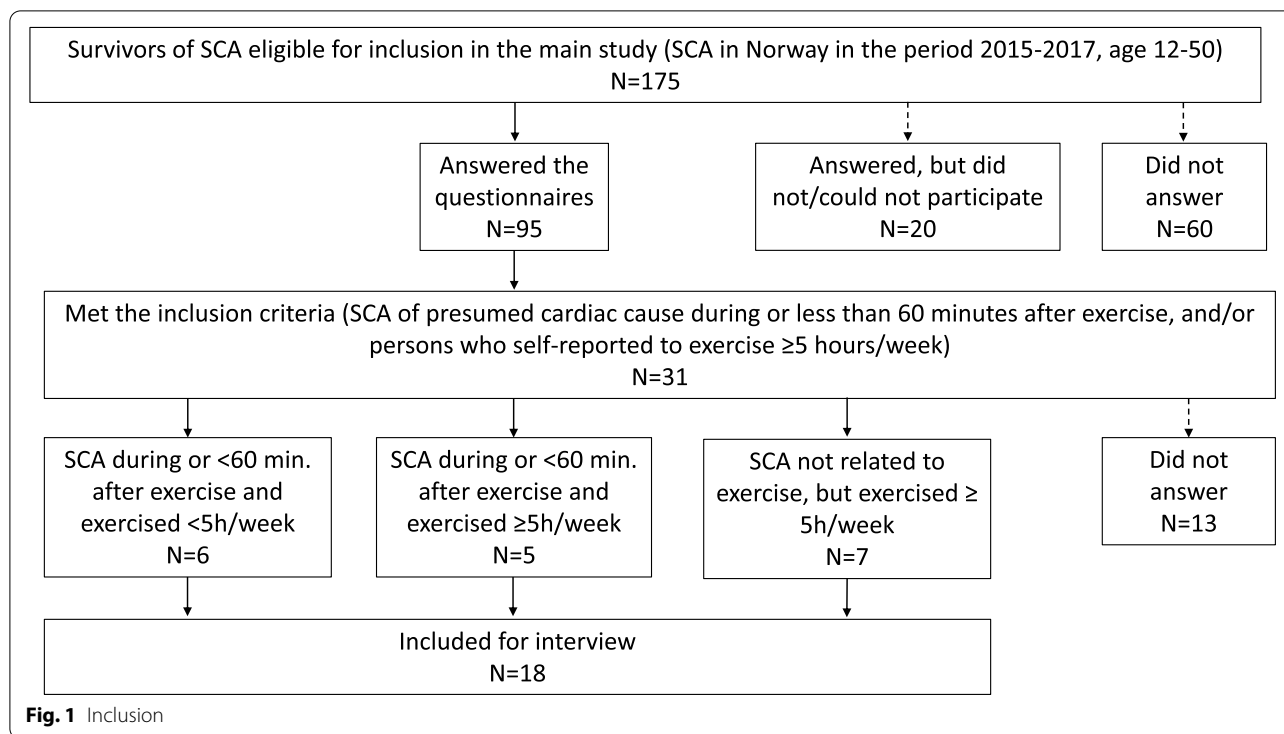 Survivors of SCA eligible for inclusion in the main study (SCA in Norway in the period 2015-2017, age 12-50)
N=175
Answered the
questionnaires
N=95
Answered, but did
not/could not participate
N=20
Did not
answer
N=60
Met the inclusion criteria (SCA of presumed cardiac cause during or less than 60 minutes after exercise, and/or
persons who self-reported to exercise ≥5 hours/week)
N=31
SCA during or <60 min.
after exercise and
exercised <5h/week
N=6
SCA during or <60 min.
after exercise and
exercised ≥5h/week
N=5
SCA not related to
exercise, but exercised ≥
5h/week
N=7
Did not
answer
N=13
Included for interview
N=18
Fig. 1 Inclusion